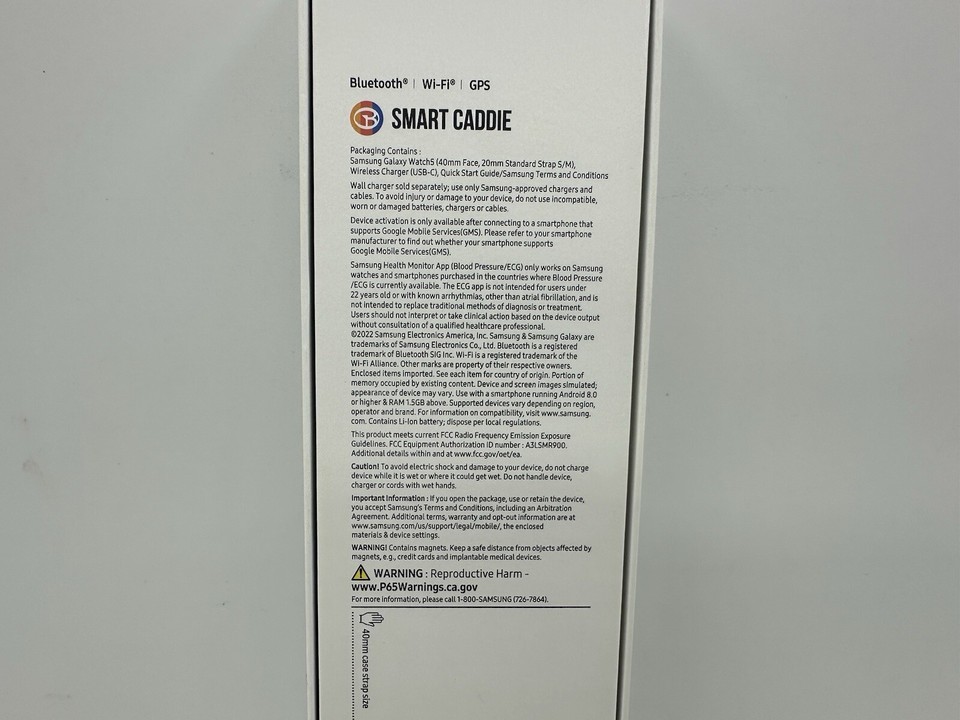 Bluetooth® | Wi-Fi® | GPS
SMART CADDIE
Packaging Contains :
Samsung Galaxy Watch5 (40mm Face, 20mm Standard Strap S/M),
Wireless Charger (USB-C), Quick Start Guide/Samsung Terms and Conditions
Wall charger sold separately; use only Samsung-approved chargers and
cables. To avoid injury or damage to your device, do not use incompatible,
worn or damaged batteries, chargers or cables.
Device activation is only available after connecting to a smartphone that
supports Google Mobile Services(GMS). Please refer to your smartphone
manufacturer to find out whether your smartphone supports
Google Mobile Services(GMS).
Samsung Health Monitor App (Blood Pressure/ECG) only works on Samsung
watches and smartphones purchased in the countries where Blood Pressure
/ECG is currently available. The ECG app is not intended for users under
22 years old or with known arrhythmias, other than atrial fibrillation, and is
not intended to replace traditional methods of diagnosis or treatment.
Users should not interpret or take clinical action based on the device output
without consultation of a qualified healthcare professional.
©2022 Samsung Electronics America, Inc. Samsung & Samsung Galaxy are
trademarks of Samsung Electronics Co., Ltd. Bluetooth is a registered
trademark of Bluetooth SIG Inc. Wi-Fi is a registered trademark of the
Wi-Fi Alliance. Other marks are property of their respective owners.
Enclosed items imported. See each item for country of origin. Portion of
memory occupied by existing content. Device and screen images simulated;
appearance of device may vary. Use with a smartphone running Android 8.0
or higher & RAM 1.5GB above. Supported devices vary depending on region,
operator and brand. For information on compatibility, visit www.samsung.
com. Contains Li-Ion battery; dispose per local regulations.
This product meets current FCC Radio Frequency Emission Exposure
Guidelines. FCC Equipment Authorization ID number : A3LSMR900.
Additional details within and at www.fcc.gov/oet/ea.
Caution! To avoid electric shock and damage to your device, do not charge
device while it is wet or where it could get wet. Do not handle device,
charger or cords with wet hands.
Important Information : If you open the package, use or retain the device,
you accept Samsung's Terms and Conditions, including an Arbitration
Agreement. Additional terms, warranty and opt-out information are at
www.samsung.com/us/support/legal/mobile/, the enclosed
materials & device settings.
WARNING! Contains magnets. Keep a safe distance from objects affected by
magnets, e.g., credit cards and implantable medical devices.
WARNING : Reproductive Harm -
www.P65Warnings.ca.gov
For more information, please call 1-800-SAMSUNG (726-7864).
40mm case strap size